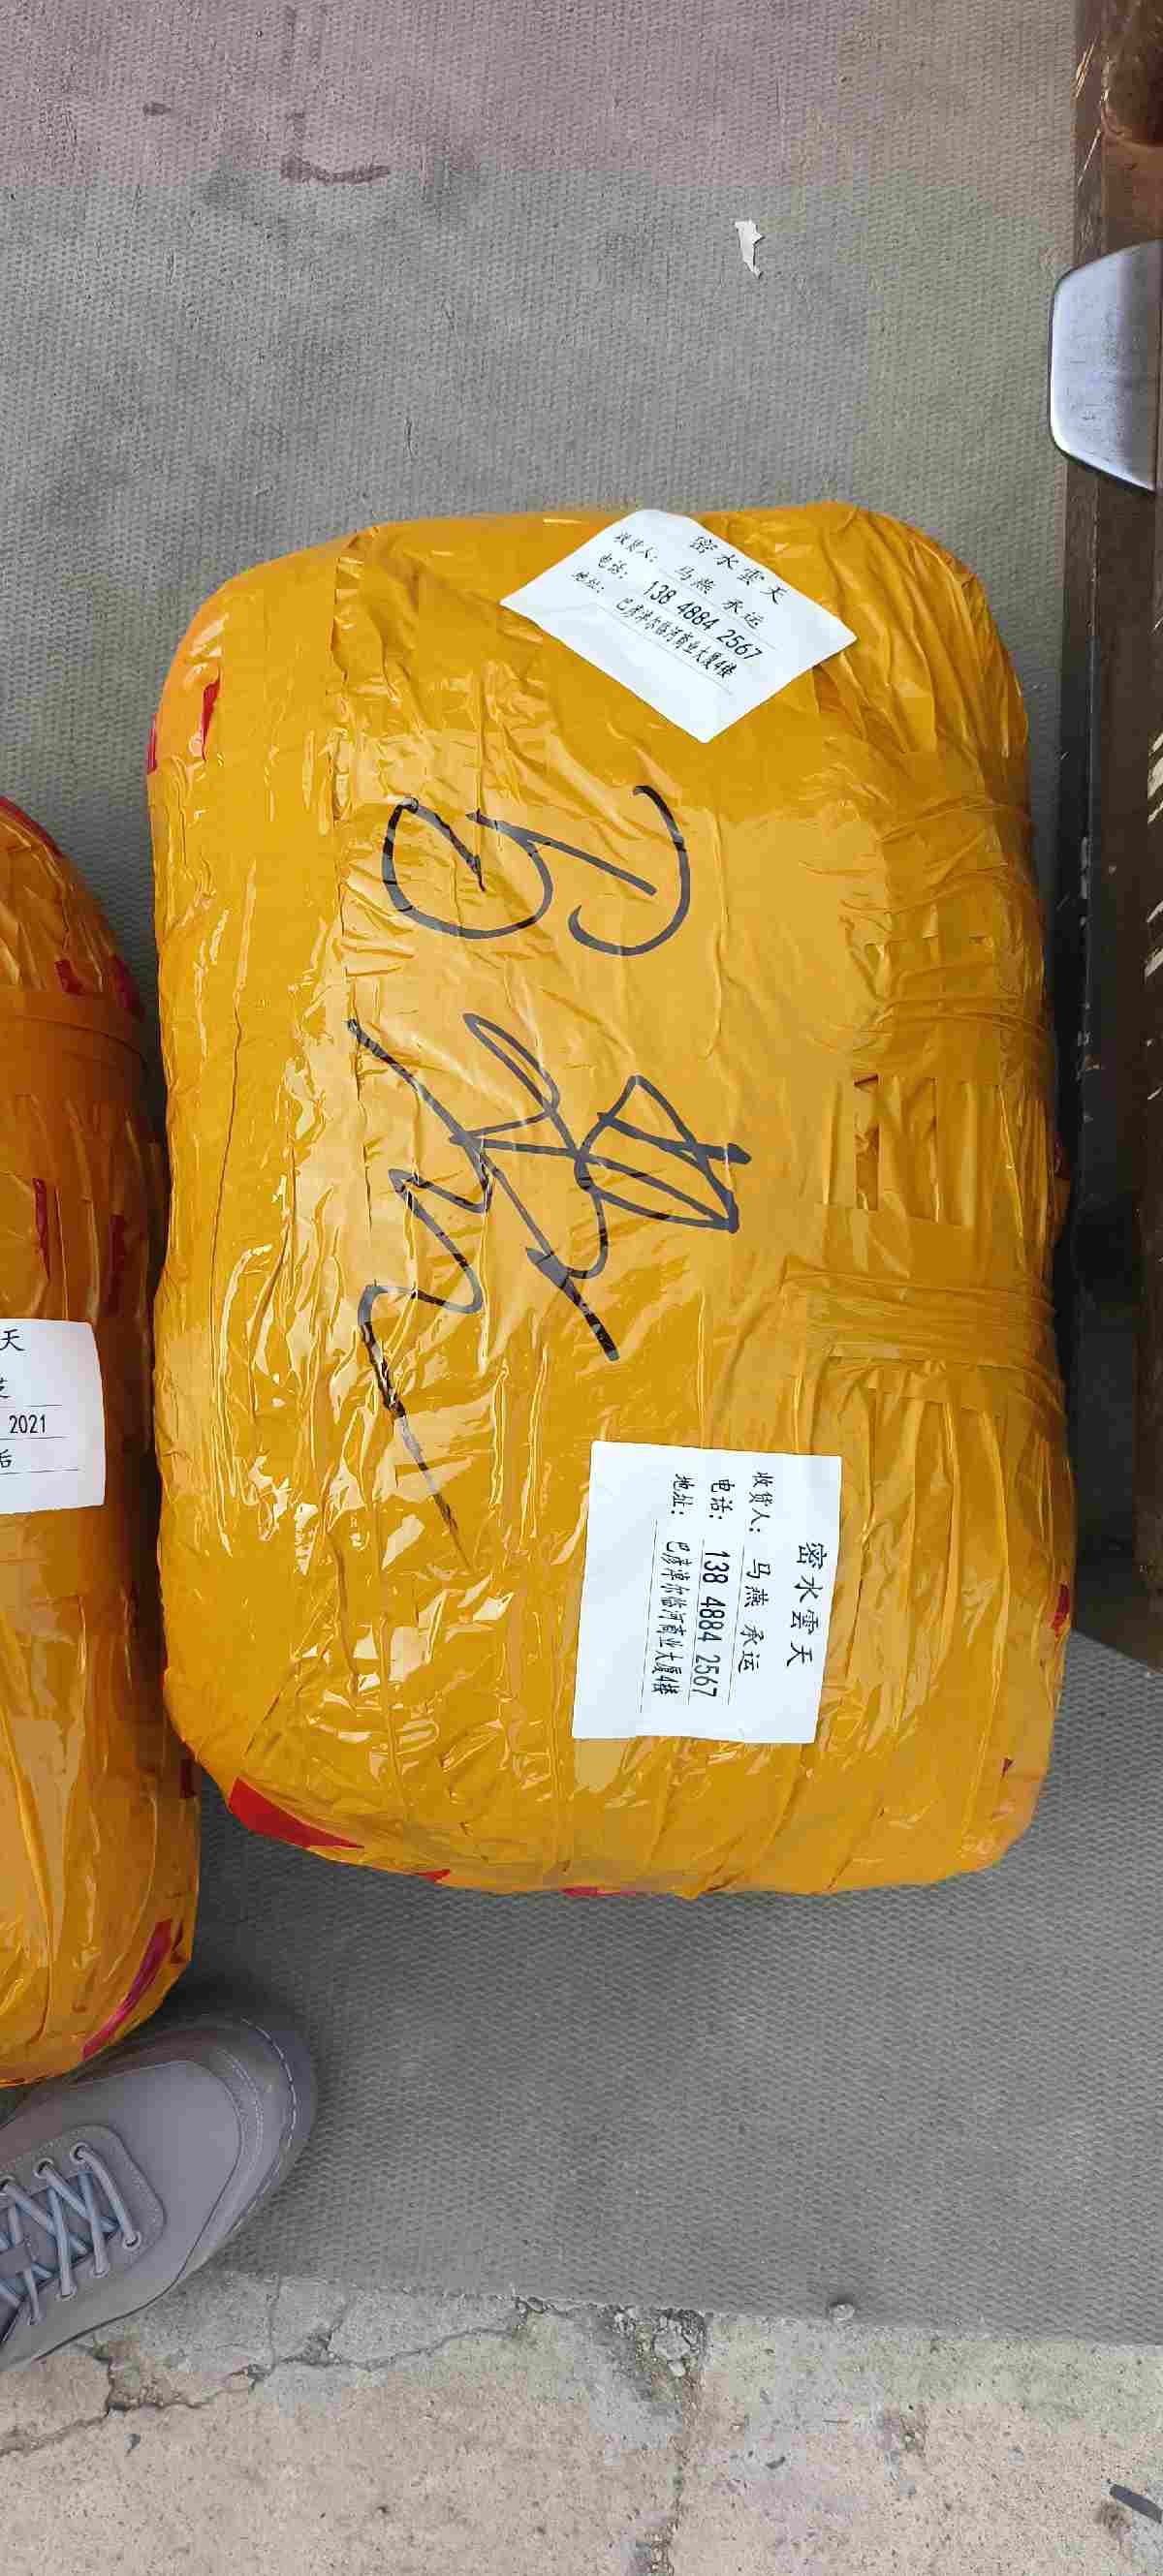 密水雲天
收货人: 马燕 承运
电话: 138 4884 2567
地址: 巴彦淖尔临河商业大厦4楼
密水雲天
收货人: 马燕 承运
电话: 138 4884 2567
地址: 巴彦淖尔临河商业大厦4楼
天
2021
后